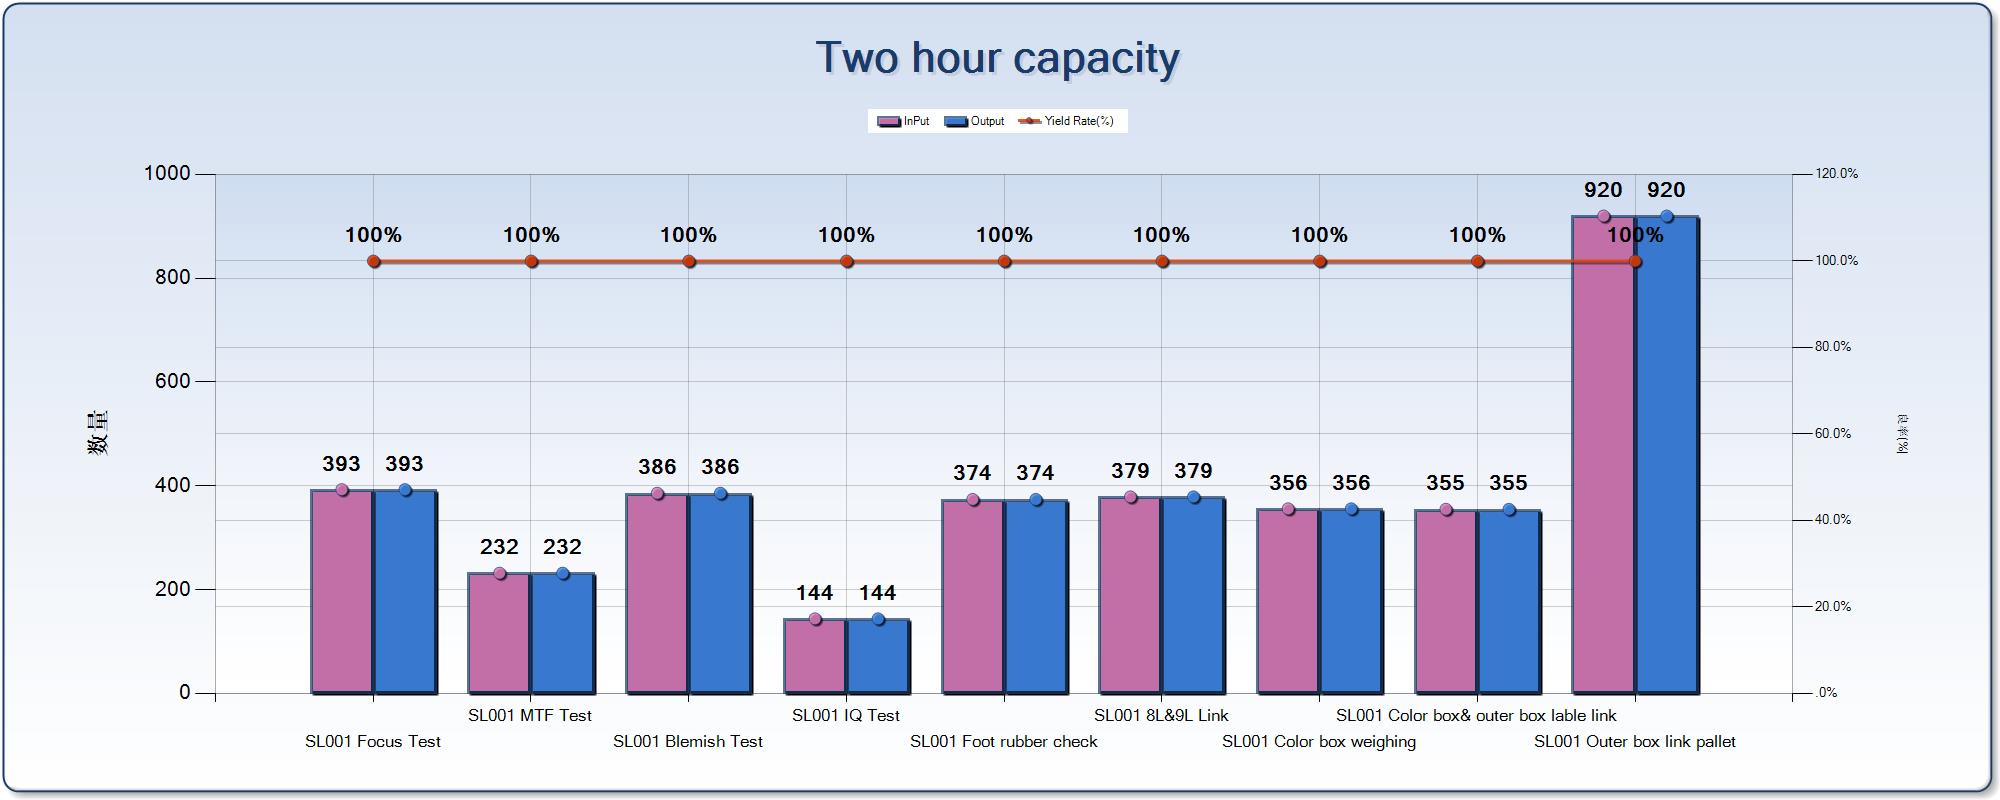 Two hour capacity
InPut Output Yield Rate(%)
1000
800
600
400
200
0
数量
120.0%
100.0%
80.0%
60.0%
40.0%
20.0%
.0%
良率(%)
100% 100% 100% 100% 100% 100% 100% 100% 100%
393 393 232 232 386 386 144 144 374 374 379 379 356 356 355 355 920 920
SL001 MTF Test SL001 IQ Test SL001 8L&9L Link SL001 Color box& outer box lable link
SL001 Focus Test SL001 Blemish Test SL001 Foot rubber check SL001 Color box weighing SL001 Outer box link pallet